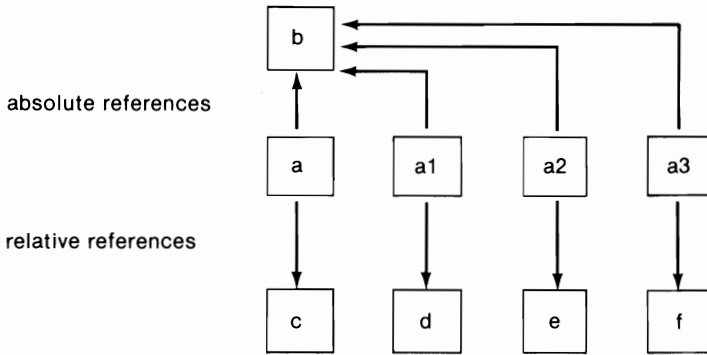 b
absolute references
a a1 a2 a3
relative references
c d e f